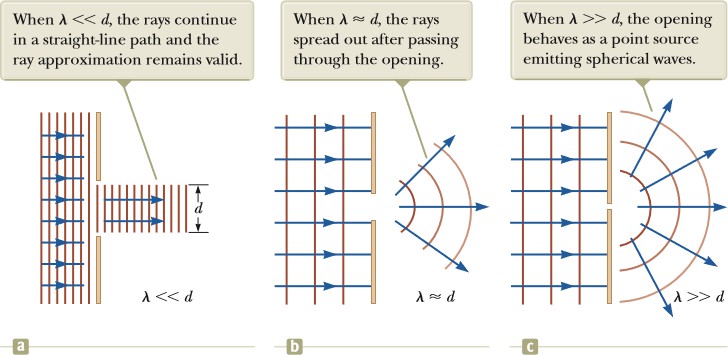 When λ << d, the rays continue
in a straight-line path and the
ray approximation remains valid.
When λ ≈ d, the rays
spread out after passing
through the opening.
When λ >> d, the opening
behaves as a point source
emitting spherical waves.
d
λ << d
λ ≈ d
λ >> d
a
b
c